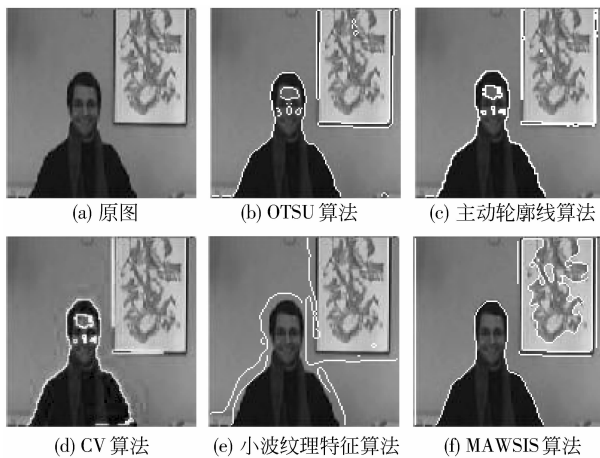 (a) 原图
(b) OTSU 算法
(c) 主动轮廓线算法
(d) CV 算法
(e) 小波纹理特征算法
(f) MAWSIS 算法